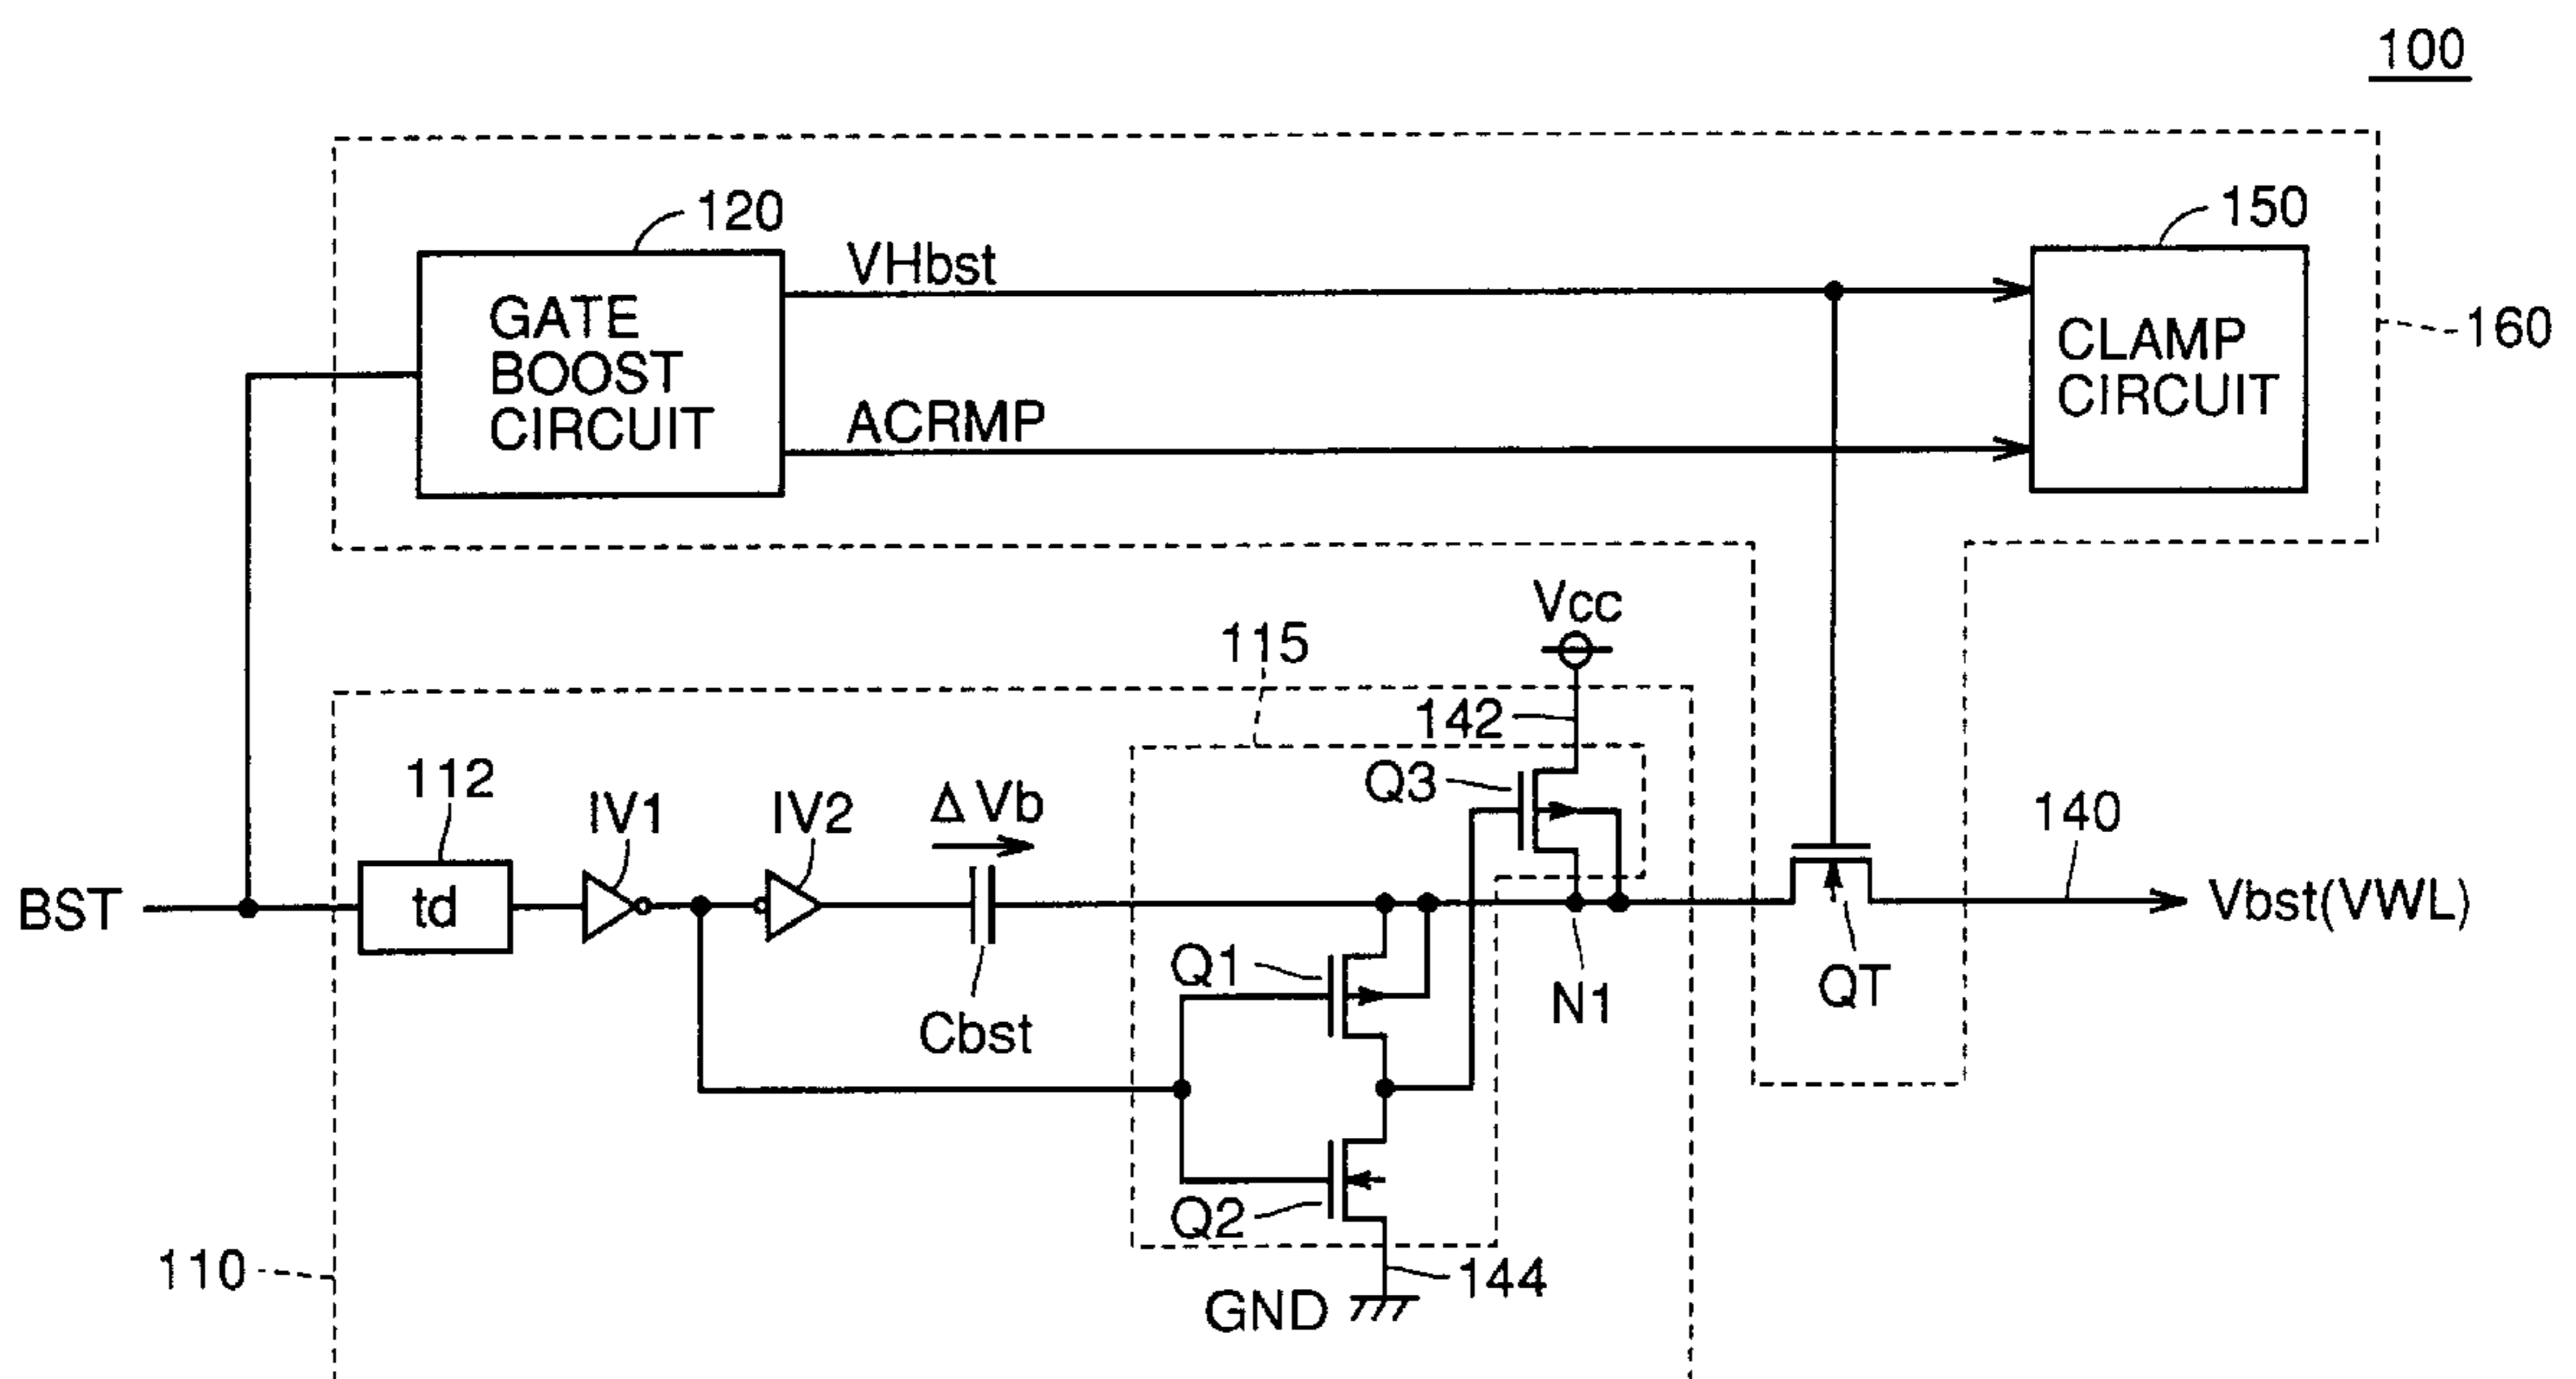 100
120
150
VHbst
GATE
BOOST
CIRCUIT
CLAMP
CIRCUIT
160
ACRMP
Vcc
115
142
Q3
112
IV1
IV2
Δ Vb
140
BST
td
Vbst(VWL)
Q1
QT
N1
Cbst
Q2
110
144
GND